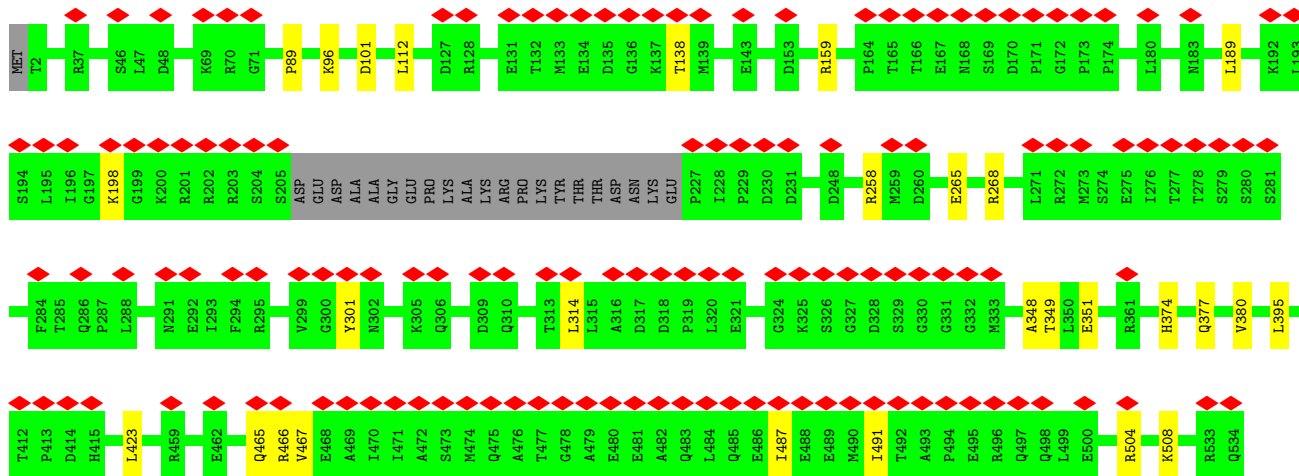 MET T2 R37 S46 L47 D48 K69 R70 G71 P89 K96 D101 L112 D127 R128 E131 T132 M133 E134 D135 G136 K137 T138 M139 E143 D153 R159 P164 T165 T166 E167 N168 S169 D170 P171 G172 P173 P174 L180 N183 L189 K192 L193
S194 L195 I196 G197 K198 G199 K200 R201 R202 R203 S204 S205 ASP GLU ASP ALA ALA GLY GLU PRO LYS ALA LYS ARG PRO LYS TYR THR THR ASP ASN LYS GLU P227 I228 P229 D230 D231 D248 R258 M259 D260 E265 R268 L271 R272 M273 S274 E275 I276 T277 T278 S279 S280 S281
F284 T285 Q286 P287 L288 N291 E292 I293 F294 R295 V299 G300 Y301 N302 K305 Q306 D309 Q310 T313 L314 L315 A316 D317 D318 P319 L320 E321 G324 K325 S326 G327 D328 S329 G330 G331 G332 M333 A348 T349 L350 E351 R361 H374 Q377 V380 L395
T412 P413 D414 H415 L423 R459 E462 Q465 R466 V467 E468 A469 I470 I471 A472 S473 M474 Q475 A476 T477 G478 A479 E480 E481 A482 Q483 L484 Q485 E486 I487 E488 E489 M490 I491 T492 A493 P494 E495 R496 Q497 Q498 L499 E500 R504 K508 R533 Q534